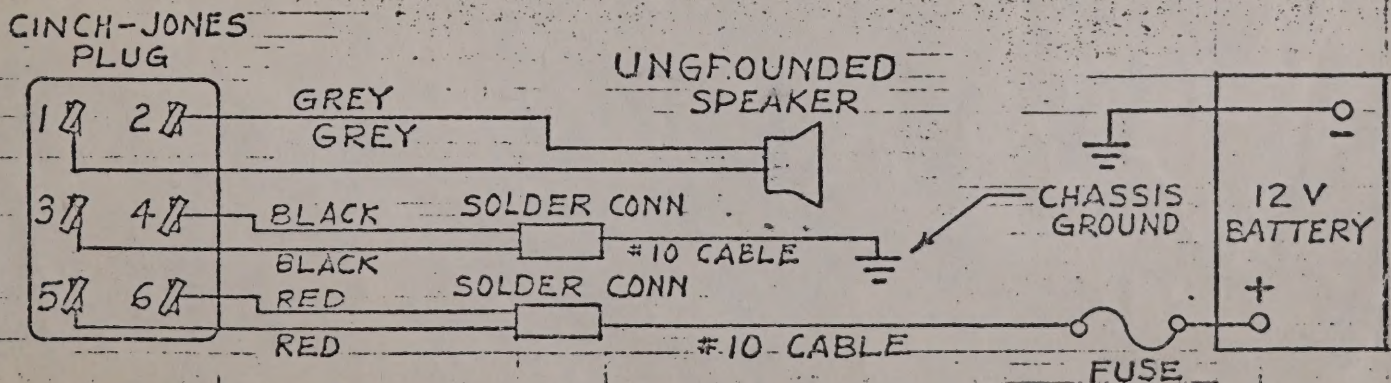 CINCH-JONES
PLUG
UNGROUNDED
SPEAKER
1 2
GREY
GREY
-
3 4
BLACK
SOLDER CONN
CHASSIS
GROUND
12 V
BATTERY
BLACK
#10 CABLE
5 6
RED
SOLDER CONN
+
RED
#10 CABLE
FUSE